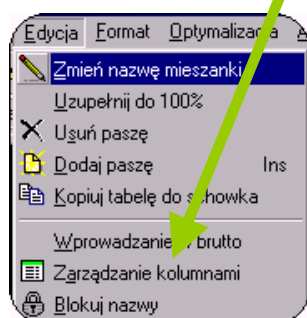 Edycja Format Optymalizacja
Zmień nazwę mieszanki
Uzupełnij do 100%
Usuń paszę
Dodaj paszę Ins
Kopiuj tabelę do schowka
Wprowadzanie brutto
Zarządzanie kolumnami
Blokuj nazwy